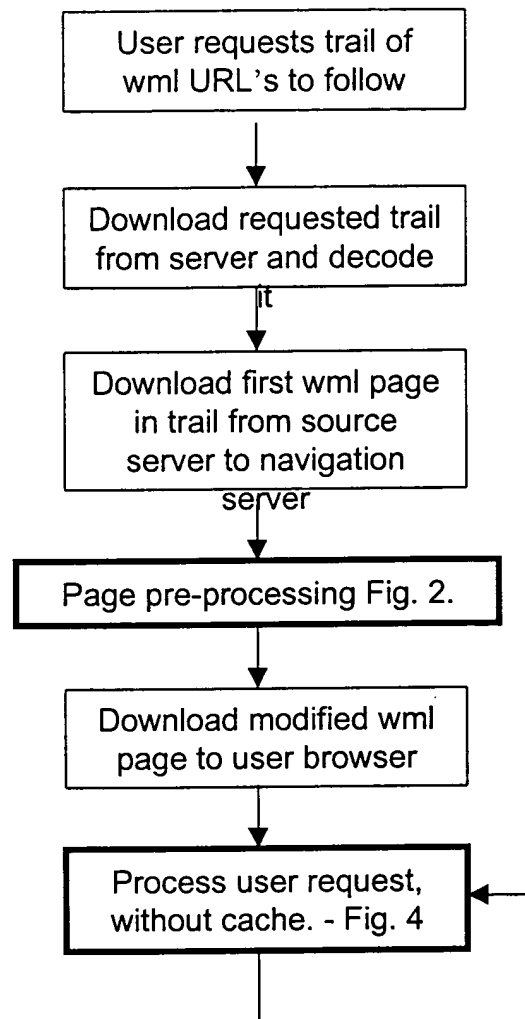 User requests trail of
wml URL's to follow
Download requested trail
from server and decode
it
Download first wml page
in trail from source
server to navigation
server
Page pre-processing Fig. 2.
Download modified wml
page to user browser
Process user request,
without cache. - Fig. 4